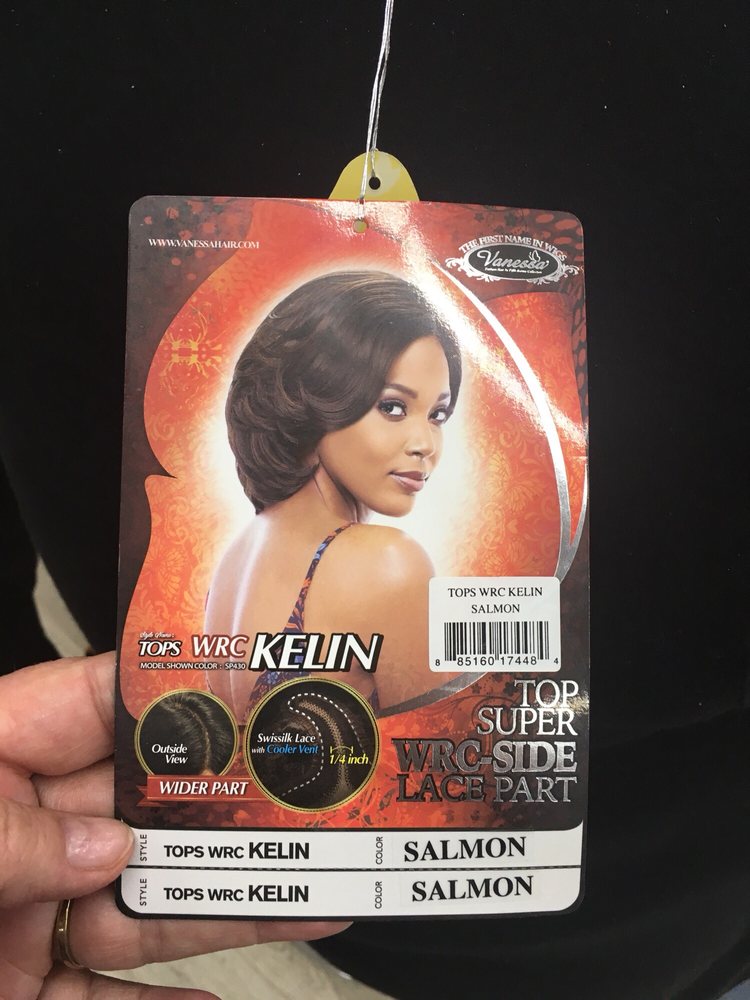 WWW.VANESSAHAIR.COM
THE FIRST NAME IN WIGS
Vanessa
TOPS WRC KELIN
SALMON
8 85160 17448 4
Style Name:
TOPS WRC KELIN
MODEL SHOWN COLOR : SP430
TOP
SUPER
WRC-SIDE
LACE PART
Outside
View
WIDER PART
Swissilk Lace
with Cooler Vent
1/4 inch
STYLE TOPS WRC KELIN COLOR SALMON
STYLE TOPS WRC KELIN COLOR SALMON